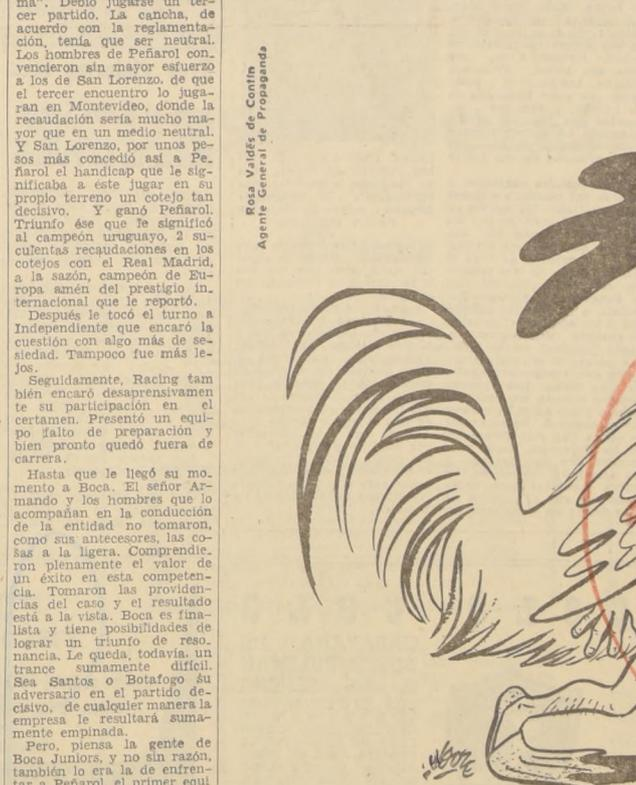 ma". Debió jugarse un ter-
cer partido. La cancha, de
acuerdo con la reglamenta-
ción, tenía que ser neutral.
Los hombres de Peñarol con_
vencieron sin mayor esfuerzo
a los de San Lorenzo. de que
el tercer encuentro lo juga-
ran en Montevideo, donde la
recaudación sería mucho ma-
yor que en un medio neutral.
Y San Lorenzo, por unos pe-
sos más concedió así a Pe_
ñarol el handicap que le sig-
nificaba a éste jugar en su
propio terreno un cotejo tan
decisivo. Y ganó Peñarol.
Triunfo ése que le significó
al campeón uruguayo, 2 su-
culentas recaudaciones en los
cotejos con el Real Madrid,
a la sazón, campeón de Eu-
ropa amén del prestigio in_
ternacional que le reportó.
Después le tocó el turno a
Independiente que encaró la
cuestión con algo más de se-
siedad. Tampoco fue más le-
jos.
Seguidamente, Racing tam
bién encaró desaprensivamen
te su participación en el
certamen. Presentó un equi-
po falto de preparación y
bien pronto quedó fuera de
carrera.
Hasta que le llegó su mo_
mento a Boca. El señor Ar-
mando y los hombres que lo
acompañan en la conducción
de la entidad no tomaron,
como sus antecesores, las co-
sas a la ligera. Comprendie_
ron plenamente el valor de
un éxito en esta competen-
cia. Tomaron las providen-
cias del caso y el resultado
está a la vista. Boca es fina-
lista y tiene posibilidades de
lograr un triunfo de reso_
nancia. Le queda, todavía. un
trance sumamente difícil.
Sea Santos o Botafogo su
adversario en el partido de-
cisivo, de cualquier manera la
empresa le resultará suma-
mente empinada.
Pero, piensa la gente de
Boca Juniors, y no sin razón,
también lo era la de enfren-
tar a Peñarol, el primer equi
Rosa Valdés de Contín
Agente General de Propaganda